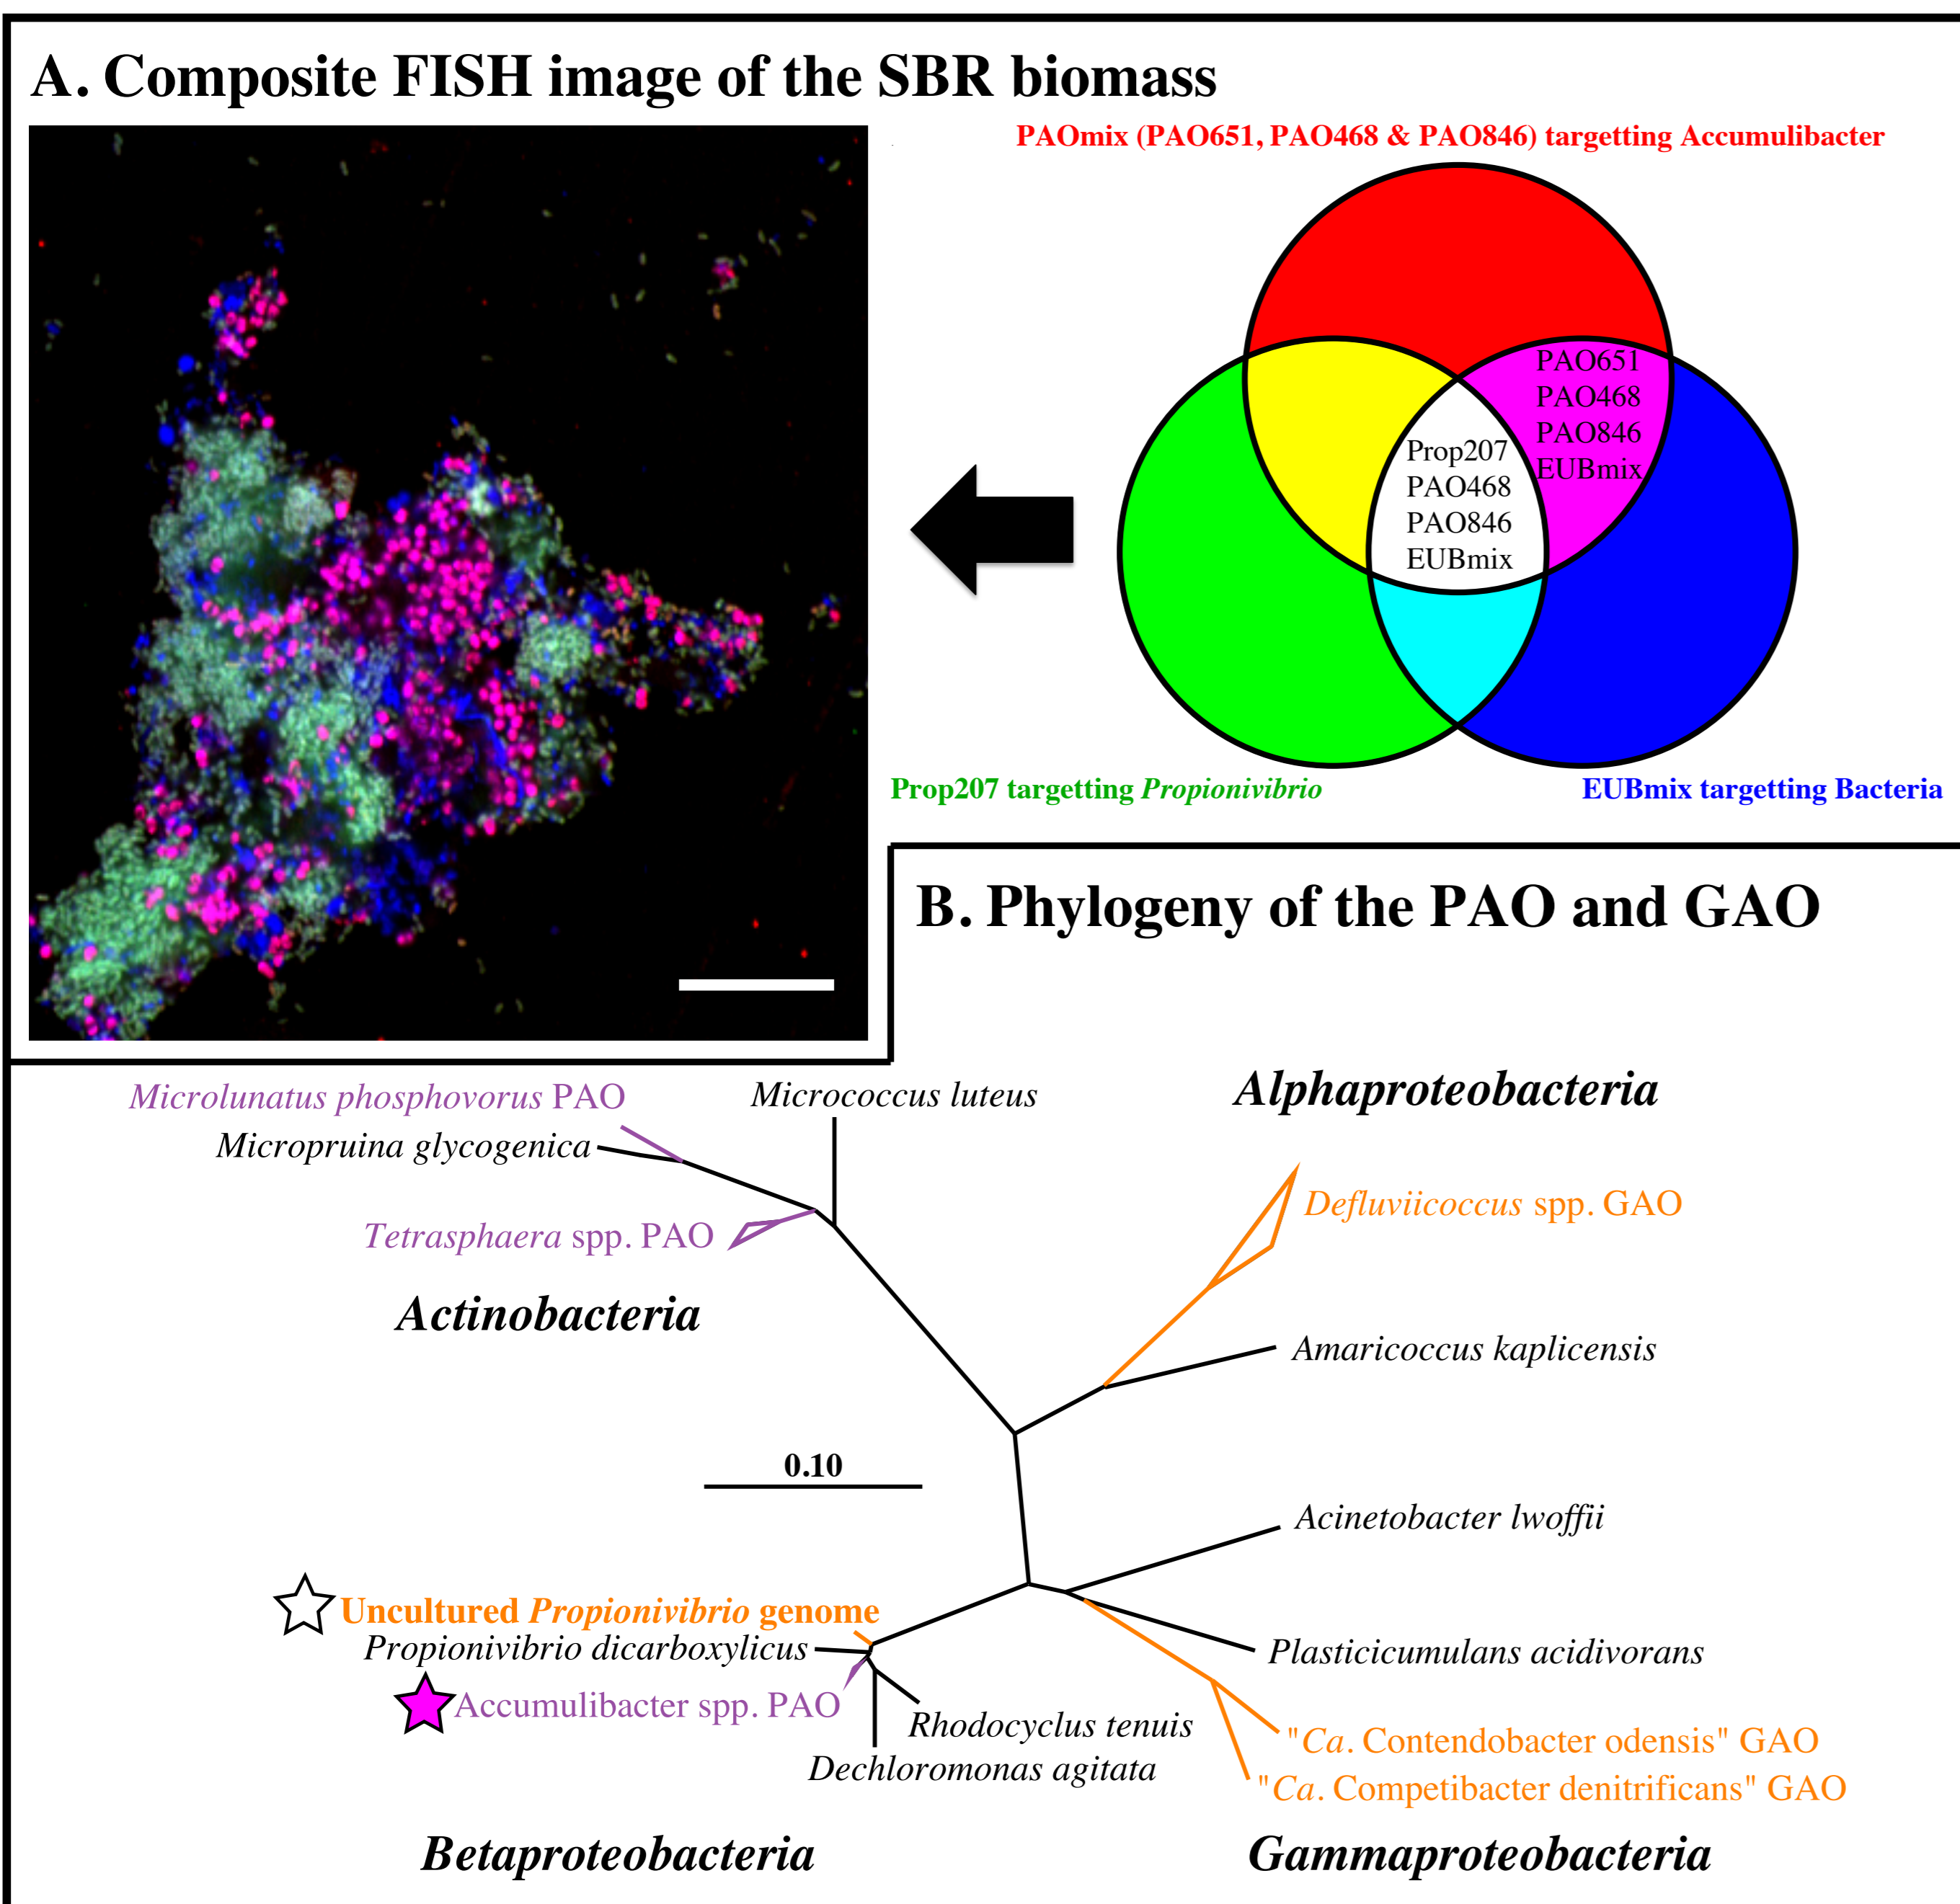 A. Composite FISH image of the SBR biomass
PAOmix (PAO651, PAO468 & PAO846) targetting Accumulibacter
PAO651
PAO468
PAO846
EUBmix
Prop207
PAO468
PAO846
EUBmix
Prop207 targetting Propionivibrio
EUBmix targetting Bacteria
B. Phylogeny of the PAO and GAO
Microlunatus phosphovorus PAO
Micrococcus luteus
Alphaproteobacteria
Micropruina glycogenica
Defluviicoccus spp. GAO
Tetrasphaera spp. PAO
Actinobacteria
Amaricoccus kaplicensis
0.10
Acinetobacter lwoffii
Uncultured Propionivibrio genome
Propionivibrio dicarboxylicus
Plasticicumulans acidivorans
Accumulibacter spp. PAO
Rhodocyclus tenuis
"Ca. Contendobacter odensis" GAO
Dechloromonas agitata
"Ca. Competibacter denitrificans" GAO
Betaproteobacteria
Gammaproteobacteria